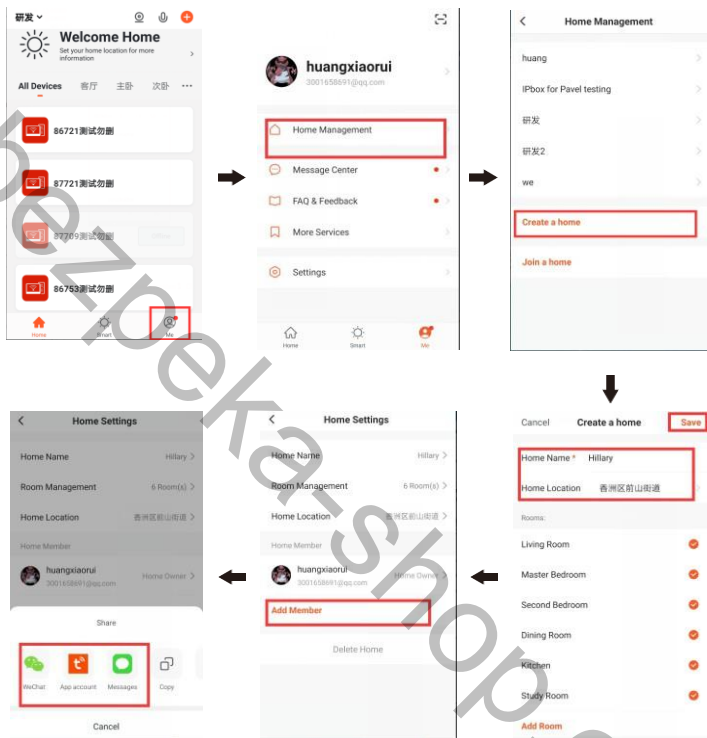 研发
Welcome Home
Set your home location for more
information
All Devices 客厅 主卧 次卧
86721测试勿删
87721测试勿删
87709测试勿删
86753测试勿删
Home Smart Me
huangxiaorui
3001658691@qq.com
Home Management
Message Center
FAQ & Feedback
More Services
Settings
Home Smart Me
Home Management
huang
IPbox for Pavel testing
研发
研发2
we
Create a home
Join a home
Cancel Create a home Save
Home Name * Hillary
Home Location 香洲区前山街道
Rooms:
Living Room
Master Bedroom
Second Bedroom
Dining Room
Kitchen
Study Room
Add Room
Home Settings
Home Name Hillary
Room Management 6 Room(s)
Home Location 香洲区前山街道
Home Member
huangxiaorui
3001658691@qq.com Home Owner
Add Member
Delete Home
Home Settings
Home Name Hillary
Room Management 6 Room(s)
Home Location 香洲区前山街道
Home Member
huangxiaorui
3001658691@qq.com Home Owner
Share
WeChat App account Messages Copy
Cancel
bezpeka-shop.